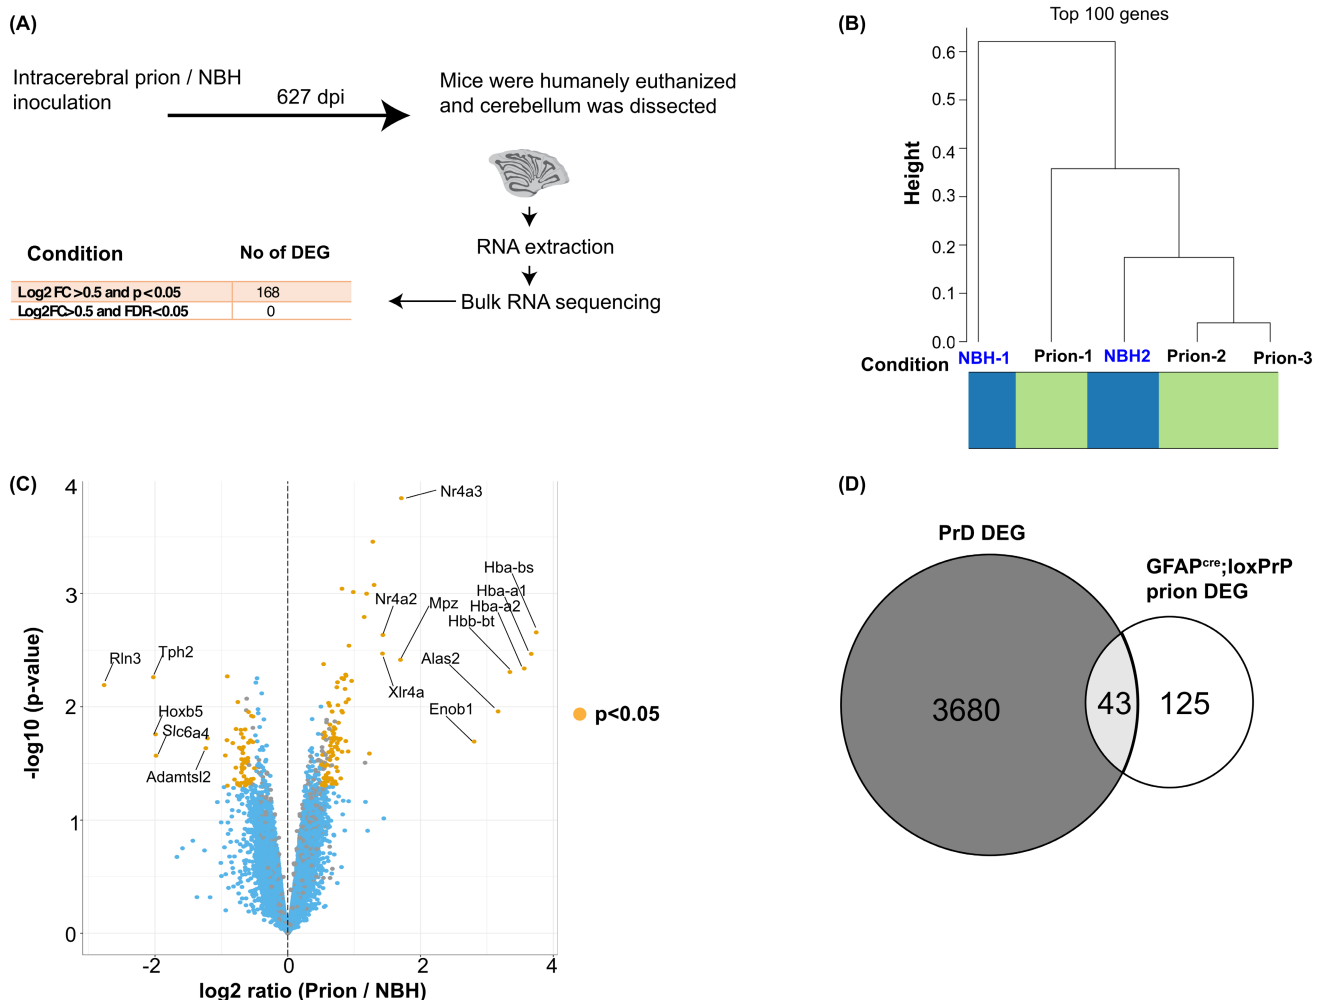 (A)
Intracerebral prion / NBH
inoculation
627 dpi
Mice were humanely euthanized
and cerebellum was dissected
RNA extraction
Bulk RNA sequencing
Condition No of DEG
Log2 FC >0.5 and p<0.05 168
Log2FC>0.5 and FDR<0.05 0
(B)
Top 100 genes
Height
0.6
0.5
0.4
0.3
0.2
0.1
0.0
Condition
NBH-1 Prion-1 NBH2 Prion-2 Prion-3
(C)
-log10 (p-value)
4
3
2
1
0
Nr4a3
Hba-bs
Hba-a1
Nr4a2
Mpz
Hba-a2
Hbb-bt
Rln3
Tph2
Alas2
Xlr4a
Hoxb5
Enob1
Slc6a4
Adamtsl2
-2 0 2 4
log2 ratio (Prion / NBH)
p<0.05
(D)
PrD DEG
GFAPcre;loxPrP
prion DEG
3680
43
125